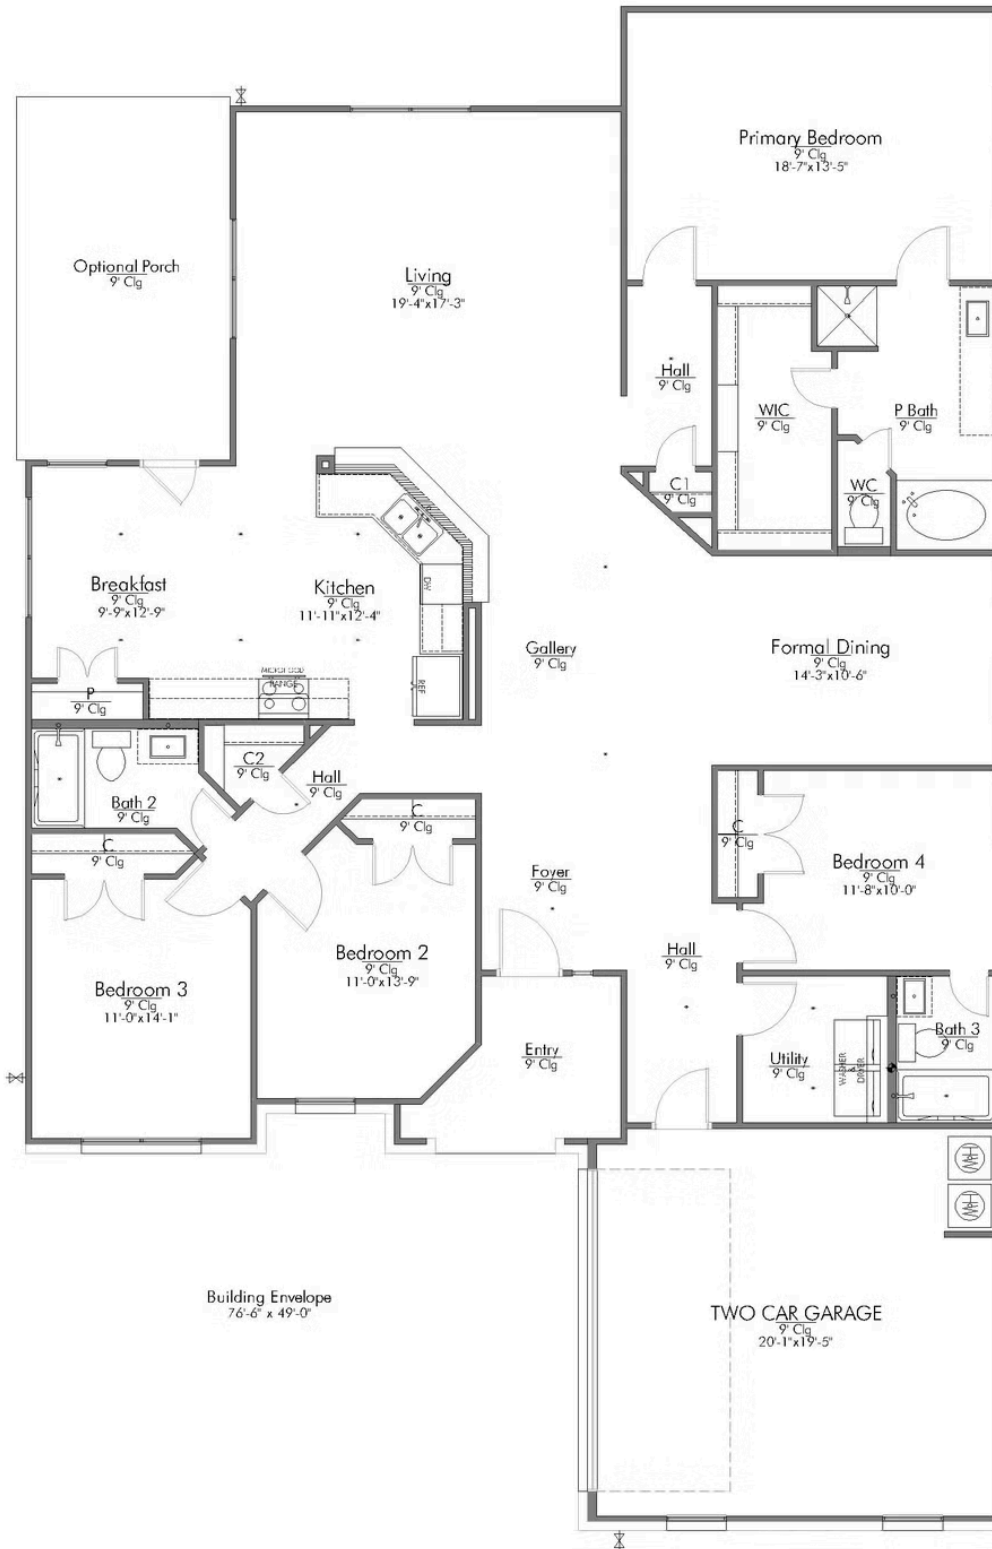 Primary Bedroom
9' Clg
18'-7"x13'-5"
Optional Porch
9' Clg
Living
9' Clg
19'-4"x17'-3"
Hall
9' Clg
WIC
9' Clg
P Bath
9' Clg
C1
9' Clg
WC
9' Clg
Breakfast
9' Clg
9'-9"x12'-9"
Kitchen
9' Clg
11'-11"x12'-4"
DW
Gallery
9' Clg
Formal Dining
9' Clg
14'-3"x10'-6"
RANGE
REF
P
9' Clg
C2
9' Clg
Hall
9' Clg
Bath 2
9' Clg
C
9' Clg
C
9' Clg
C
9' Clg
Bedroom 4
9' Clg
11'-8"x10'-0"
Foyer
9' Clg
Bedroom 2
9' Clg
11'-0"x13'-9"
Hall
9' Clg
Bedroom 3
9' Clg
11'-0"x14'-1"
Entry
9' Clg
Utility
9' Clg
WASHER
&
DRYER
Bath 3
9' Clg
Building Envelope
76'-6" x 49'-0"
TWO CAR GARAGE
9' Clg
20'-1"x19'-5"